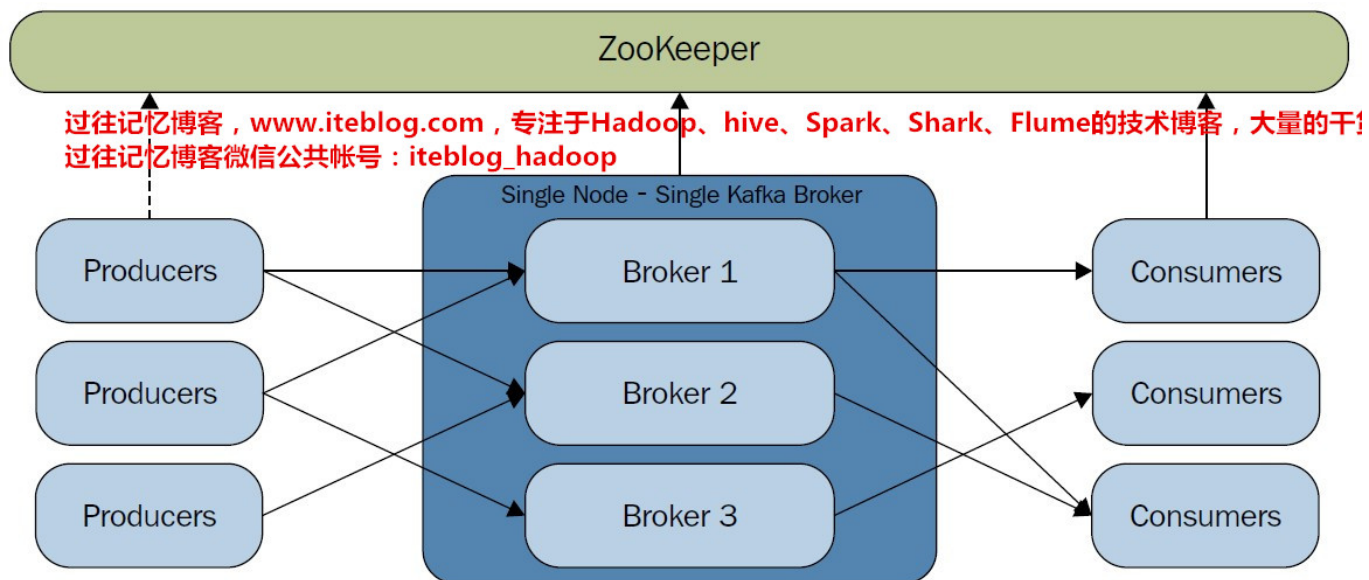 ZooKeeper
过往记忆博客，www.iteblog.com，专注于Hadoop、hive、Spark、Shark、Flume的技术博客，大量的干
过往记忆博客微信公共帐号：iteblog_hadoop
Single Node - Single Kafka Broker
Producers
Broker 1
Consumers
Producers
Broker 2
Consumers
Producers
Broker 3
Consumers